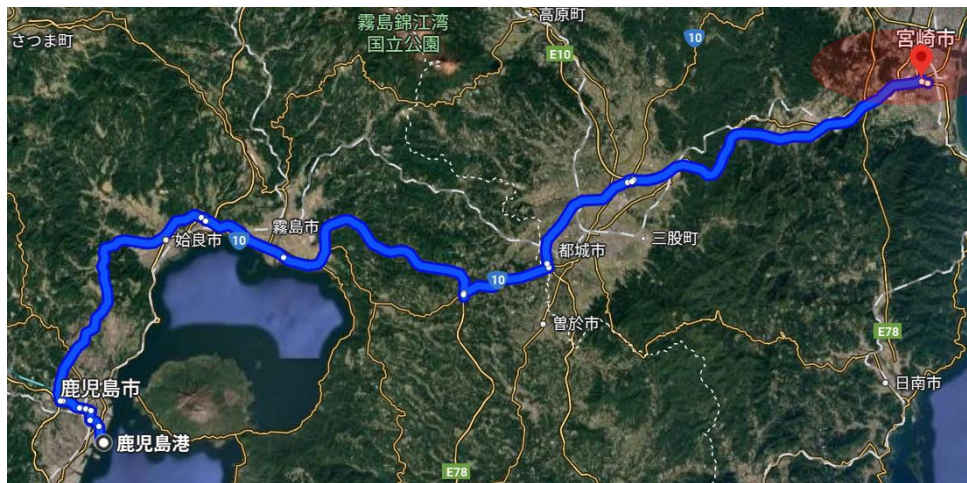 高原町
霧島錦江湾
国立公園
さつま町
10
宮崎市
E10
霧島市
姶良市
10
三股町
都城市
10
曽於市
E78
日南市
鹿児島市
鹿児島港
E78